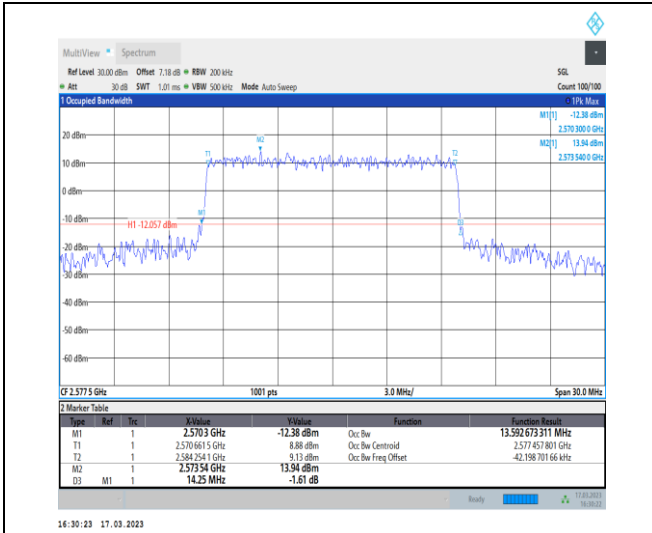 MultiView Spectrum
Ref Level 30.00 dBm Offset 7.18 dB RBW 200 kHz SGL
Att 30 dB SWT 1.01 ms VBW 500 kHz Mode Auto Sweep Count 100/100
1 Occupied Bandwidth 1Pk Max
M1[1] -12.38 dBm
2.570 300 0 GHz
M2[1] 13.94 dBm
2.573 540 0 GHz
20 dBm
M2
T1 T2
10 dBm
0 dBm
-10 dBm
M1
H1 -12.057 dBm
D3
-20 dBm
-30 dBm
-40 dBm
-50 dBm
-60 dBm
CF 2.577 5 GHz 1001 pts 3.0 MHz/ Span 30.0 MHz
2 Marker Table
Type Ref Trc X-Value Y-Value Function Function Result
M1 1 2.570 3 GHz -12.38 dBm Occ Bw 13.592 673 311 MHz
T1 1 2.570 661 5 GHz 8.88 dBm Occ Bw Centroid 2.577 457 801 GHz
T2 1 2.584 254 1 GHz 9.13 dBm Occ Bw Freq Offset -42.198 701 66 kHz
M2 1 2.573 54 GHz 13.94 dBm
D3 M1 1 14.25 MHz -1.61 dB
Ready 17.03.2023
16:30:22
16:30:23 17.03.2023